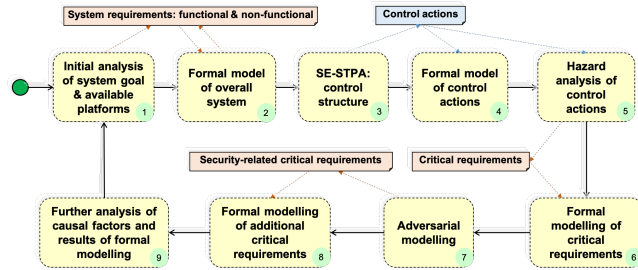 System requirements: functional & non-functional
Control actions
Initial analysis
of system goal
& available
platforms
1
Formal model
of overall
system
2
SE-STPA:
control
structure
3
Formal model
of control
actions
4
Hazard
analysis of
control
actions
5
Security-related critical requirements
Critical requirements
Further analysis of
causal factors and
results of formal
modelling
9
Formal modelling
of additional
critical
requirements
8
Adversarial
modelling
7
Formal
modelling of
critical
requirements
6